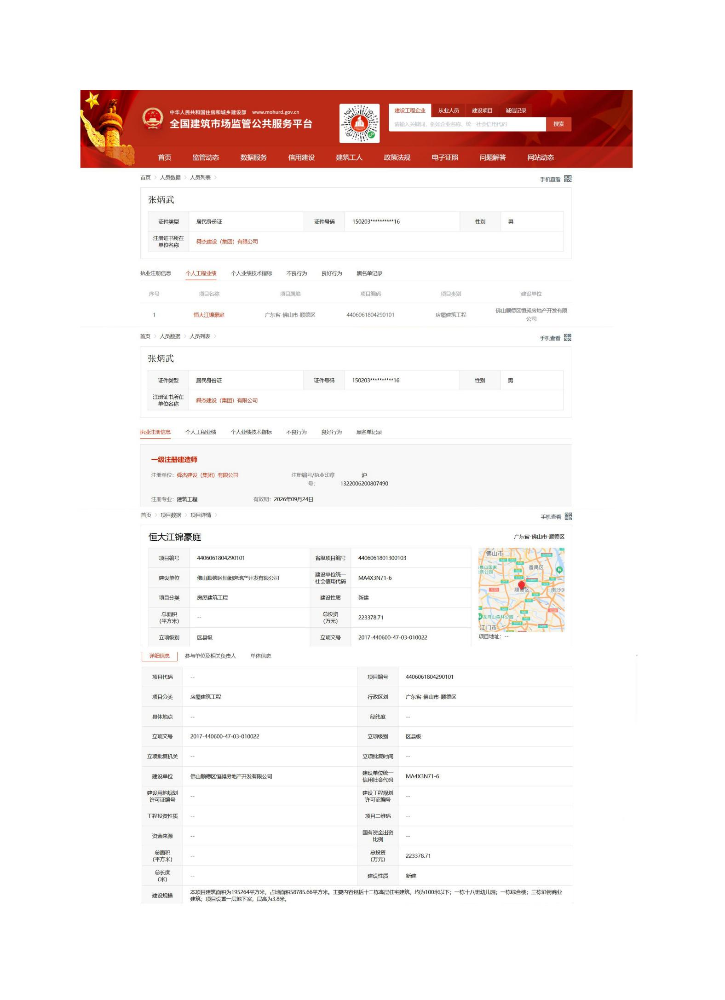 中华人民共和国住房和城乡建设部 www.mohurd.gov.cn
全国建筑市场监管公共服务平台
建设工程企业 从业人员 建设项目 诚信记录
请输入关键词，例如企业名称、统一社会信用代码 搜索
首页 监管动态 数据服务 信用建设 建筑工人 政策法规 电子证照 问题解答 网站动态
首页 > 人员数据 > 人员列表 >
手机查看
张炳武
证件类型 居民身份证 证件号码 150203**********16 性别 男
注册证书所在
单位名称
舜杰建设（集团）有限公司
执业注册信息 个人工程业绩 个人业绩技术指标 不良行为 良好行为 黑名单记录
序号 项目名称 项目属地 项目编码 项目类别 建设单位
1 恒大江锦豪庭 广东省-佛山市-顺德区 4406061804290101 房屋建筑工程 佛山顺德区恒昶房地产开发有限
公司
首页 > 人员数据 > 人员列表 >
手机查看
张炳武
证件类型 居民身份证 证件号码 150203**********16 性别 男
注册证书所在
单位名称
舜杰建设（集团）有限公司
执业注册信息 个人工程业绩 个人业绩技术指标 不良行为 良好行为 黑名单记录
一级注册建造师
注册单位：舜杰建设（集团）有限公司 注册编号/执业印章 沪
号： 1322006200807490
注册专业：建筑工程 有效期：2026年09月24日
首页 > 项目数据 > 项目详情 >
手机查看
恒大江锦豪庭
广东省-佛山市-顺德区
项目编号 4406061804290101 省级项目编号 4406061801300103
建设单位 佛山顺德区恒昶房地产开发有限公司 建设单位统一
社会信用代码 MA4X3N71-6
项目分类 房屋建筑工程 建设性质 新建
总面积
（平方米） -- 总投资
（万元） 223378.71
立项级别 区县级 立项文号 2017-440600-47-03-010022
佛山市
番禺区
顺德区
南沙区
龙舟山森林公园
江门市
项目地址：--
详细信息 参与单位及相关负责人 单体信息
项目代码 -- 项目编号 4406061804290101
项目分类 房屋建筑工程 行政区划 广东省-佛山市-顺德区
具体地点 -- 经纬度 --
立项文号 2017-440600-47-03-010022 立项级别 区县级
立项批复机关 -- 立项批复时间 --
建设单位 佛山顺德区恒昶房地产开发有限公司 建设单位统一
信用社会代码 MA4X3N71-6
建设用地规划
许可证编号 -- 建设工程规划
许可证编号 --
工程投资性质 -- 项目二维码 --
资金来源 -- 国有资金出资
比例 --
总面积
（平方米） -- 总投资
（万元） 223378.71
总长度
（米） -- 建设性质 新建
建设规模 本项目建筑面积为195264平方米，占地面积58785.66平方米。主要内容包括十二栋高层住宅建筑，均为100米以下；一栋十八班幼儿园；一栋综合楼；三栋沿街商业
建筑；项目设置一层地下室，层高为3.8米。